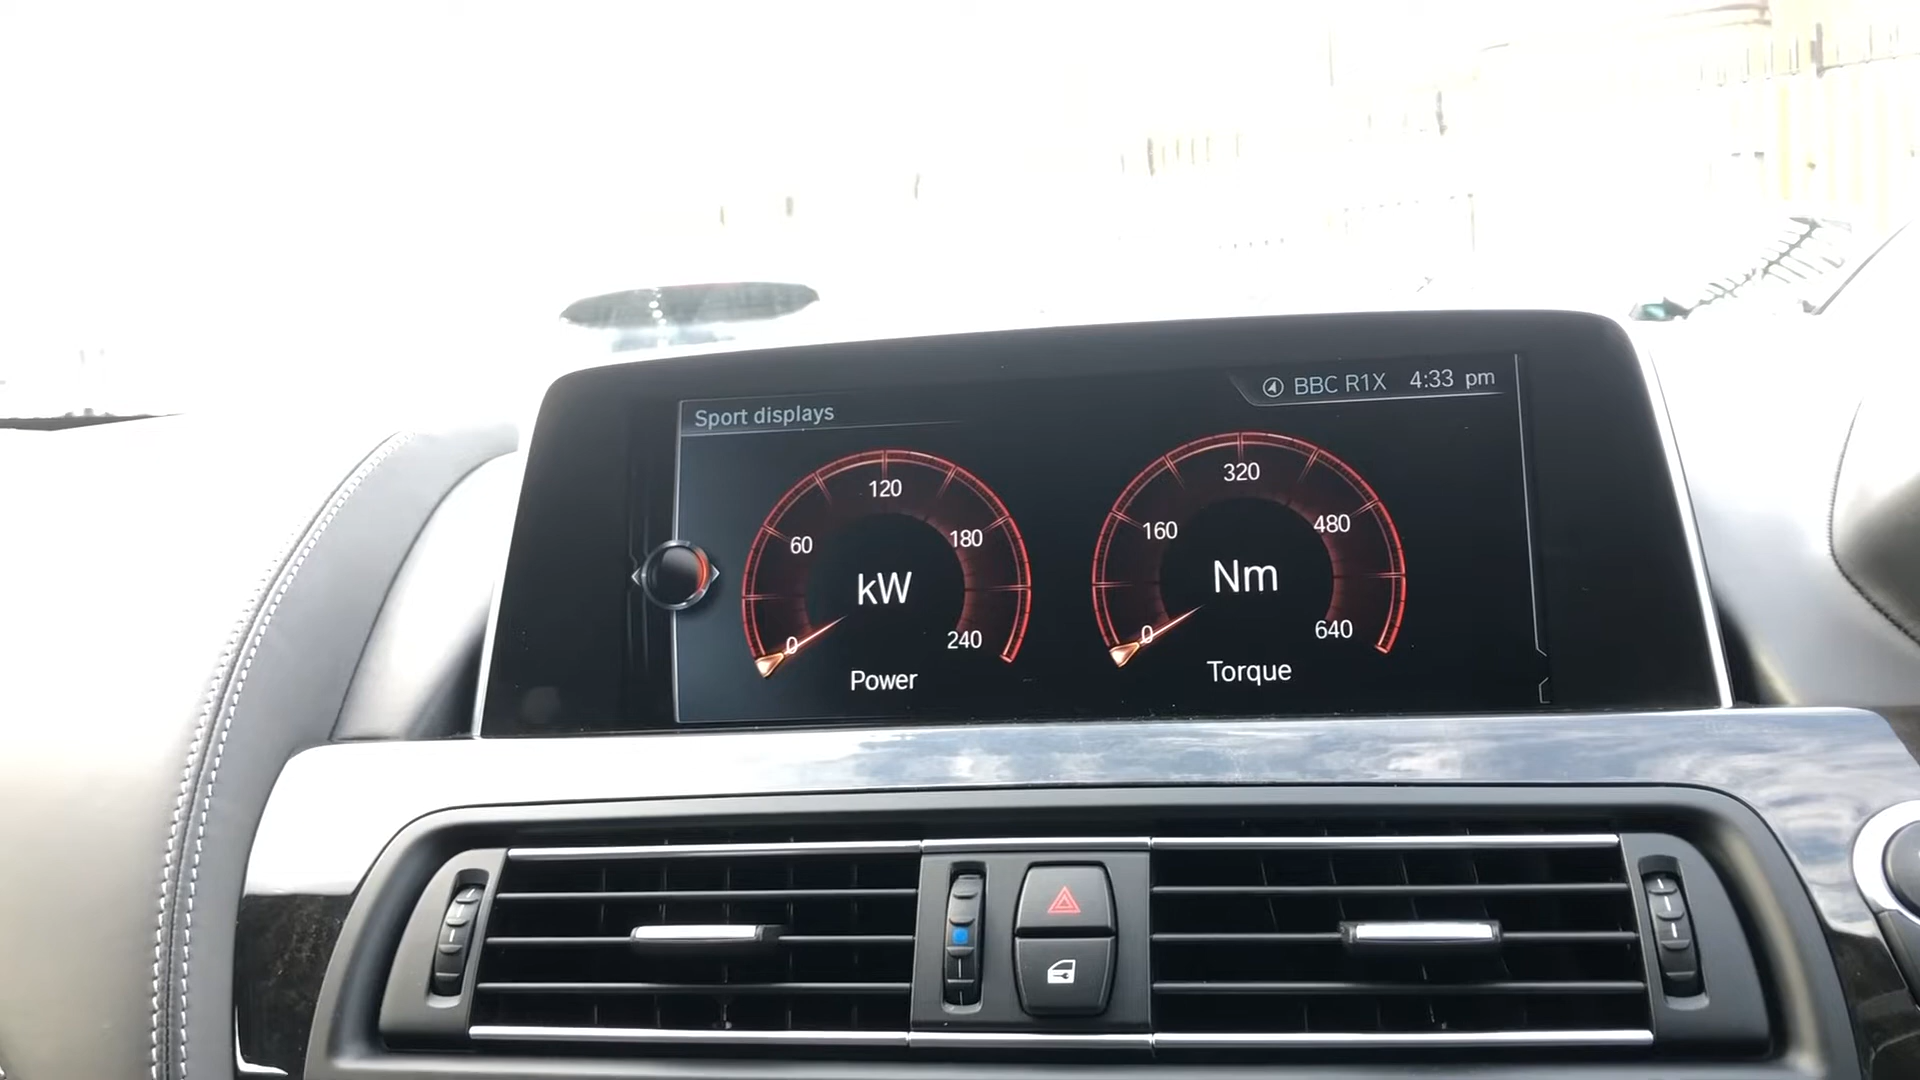 BBC R1X 4:33 pm
Sport displays
0 60 120 180 240
kW
Power
0 160 320 480 640
Nm
Torque